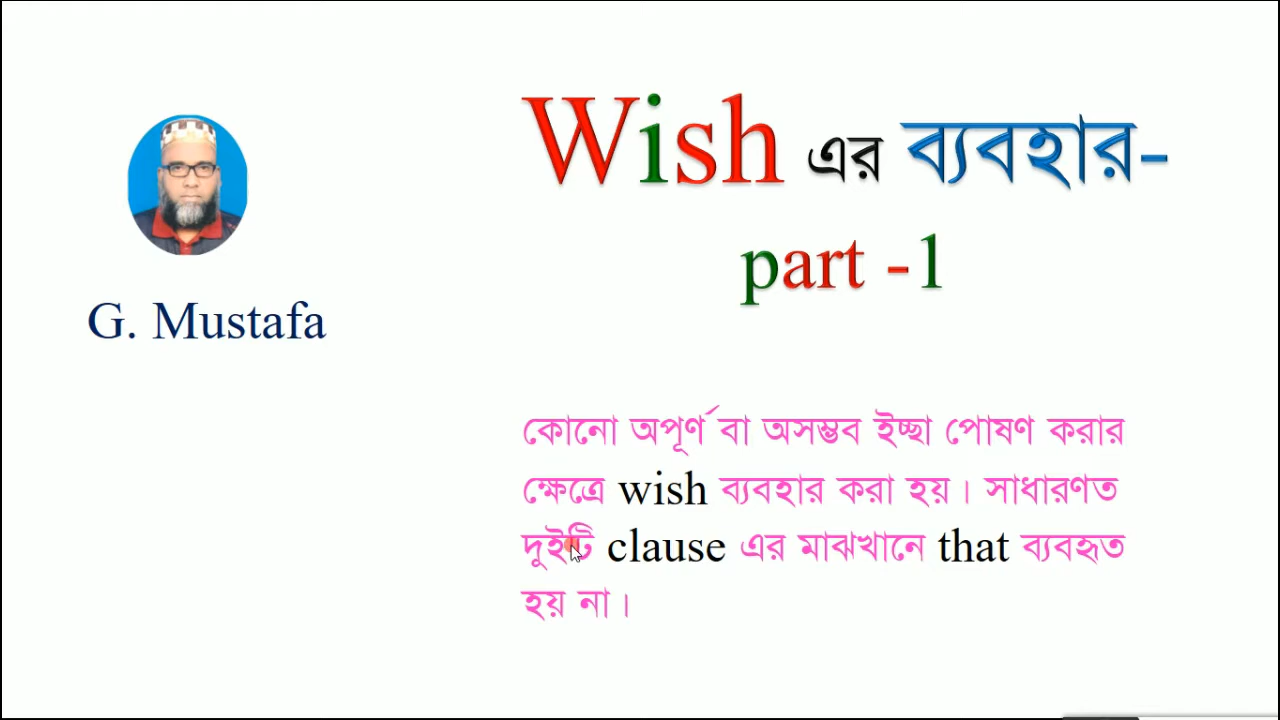 Wish এর ব্যবহার-
part -1
G. Mustafa
কোনো অপূর্ণ বা অসম্ভব ইচ্ছা পোষণ করার
ক্ষেত্রে wish ব্যবহার করা হয়। সাধারণত
দুইটি clause এর মাঝখানে that ব্যবহৃত
হয় না।